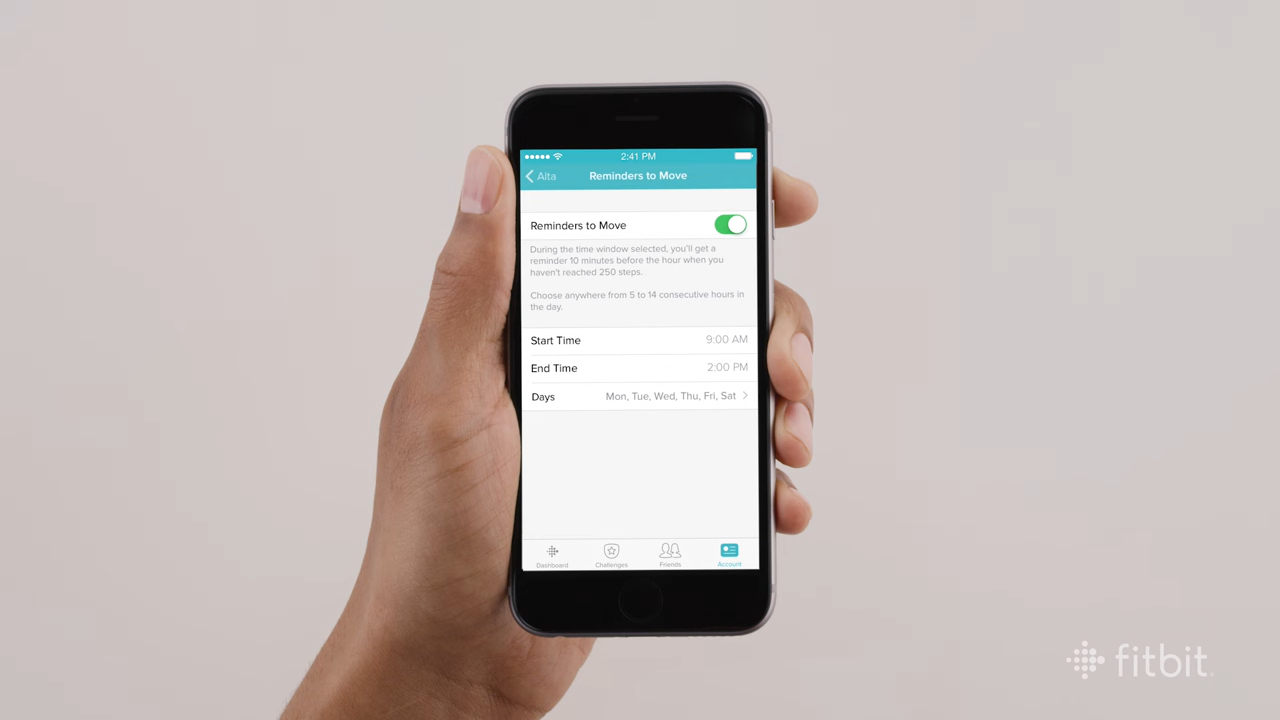 2:41 PM
Alta
Reminders to Move
Reminders to Move
During the time window selected, you'll get a
reminder 10 minutes before the hour when you
haven't reached 250 steps.
Choose anywhere from 5 to 14 consecutive hours in
the day.
Start Time 9:00 AM
End Time 2:00 PM
Days Mon, Tue, Wed, Thu, Fri, Sat
Dashboard Challenges Friends Account
fitbit